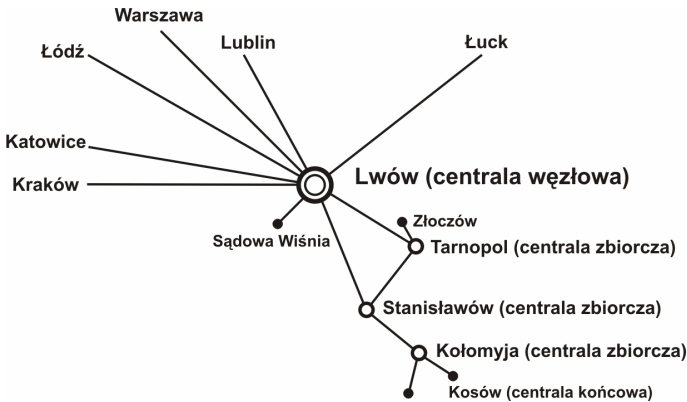 Warszawa
Lublin
Łuck
Łódź
Katowice
Kraków
Lwów (centrala węzłowa)
Złoczów
Sądowa Wiśnia
Tarnopol (centrala zbiorcza)
Stanisławów (centrala zbiorcza)
Kołomyja (centrala zbiorcza)
Kosów (centrala końcowa)